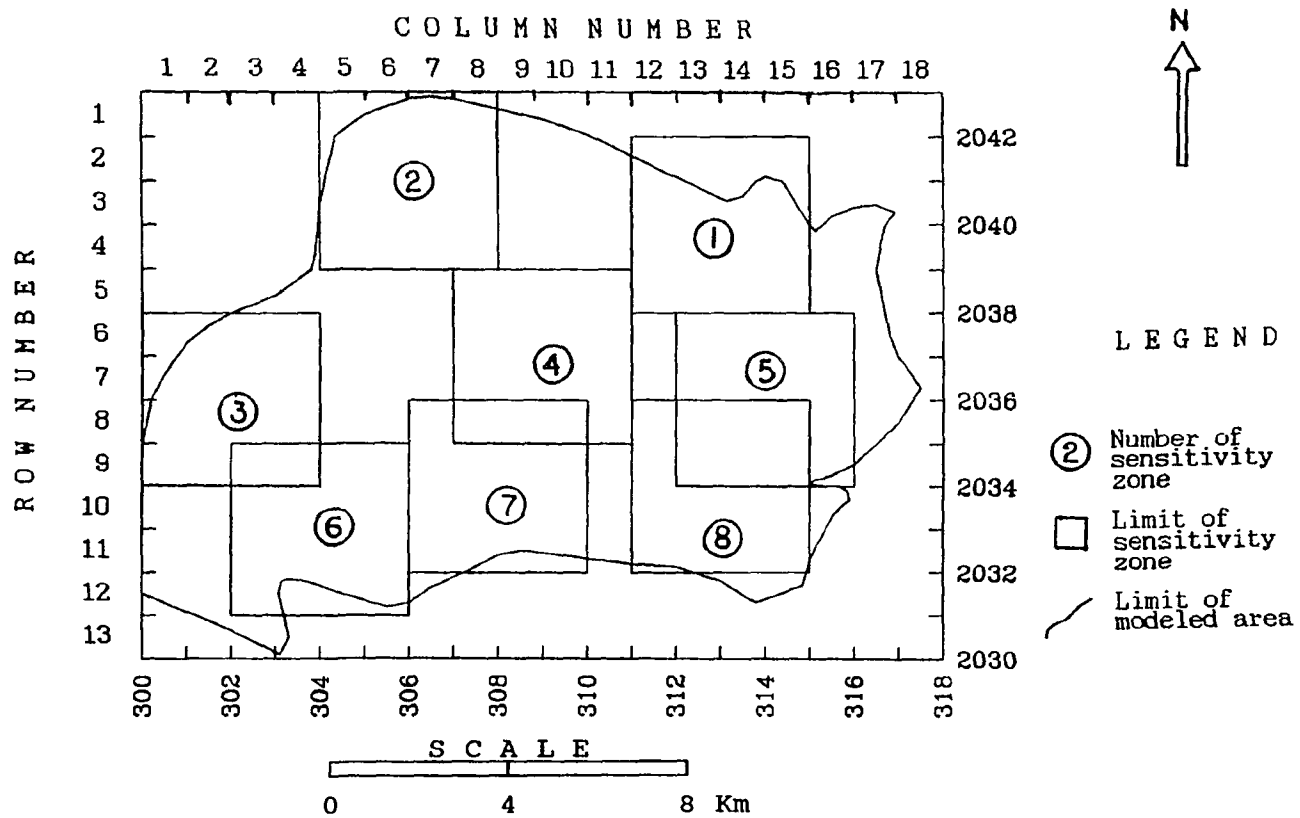 COLUMN NUMBER
1 2 3 4 5 6 7 8 9 10 11 12 13 14 15 16 17 18
N
ROW NUMBER
1
2
3
4
5
6
7
8
9
10
11
12
13
2
1
4
5
3
7
6
8
2042
2040
2038
2036
2034
2032
2030
300 302 304 306 308 310 312 314 316 318
LEGEND
2 Number of
sensitivity
zone
Limit of
sensitivity
zone
Limit of
modeled area
SCALE
0 4 8 Km